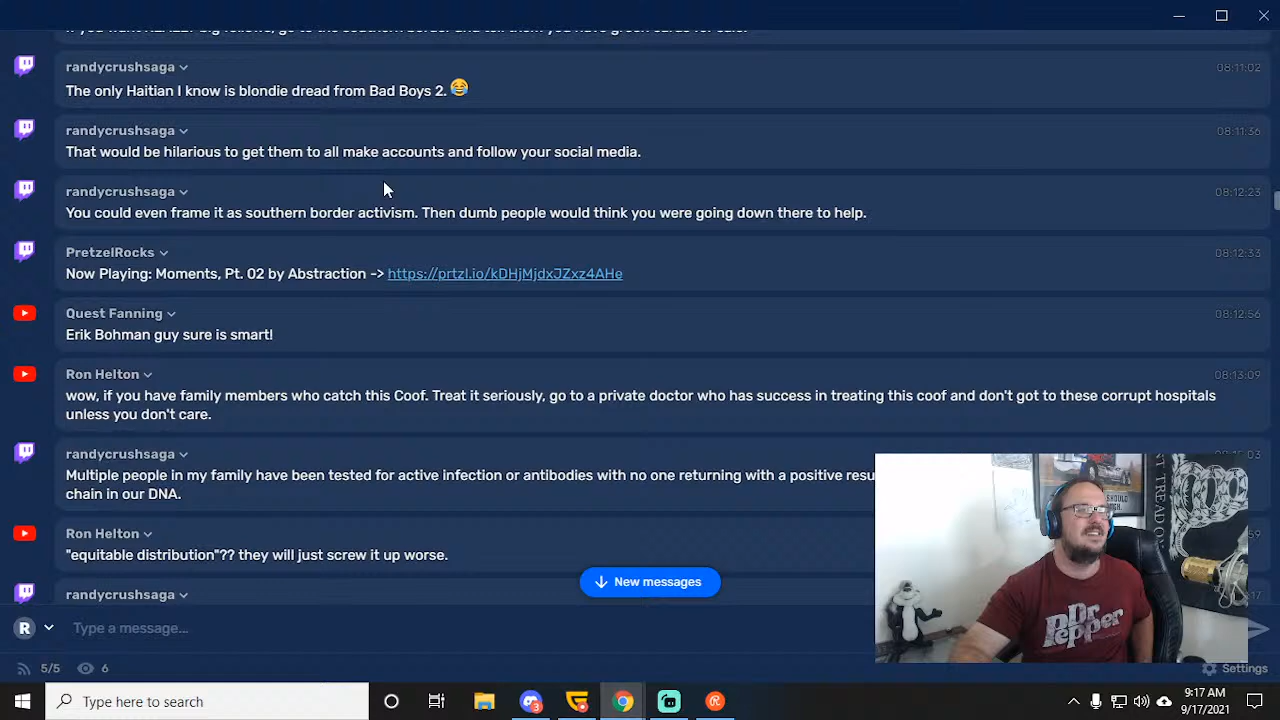 randycrushsaga
08:11:02
The only Haitian I know is blondie dread from Bad Boys 2. 😂
randycrushsaga
08:11:36
That would be hilarious to get them to all make accounts and follow your social media.
randycrushsaga
08:12:23
You could even frame it as southern border activism. Then dumb people would think you were going down there to help.
PretzelRocks
08:12:33
Now Playing: Moments, Pt. 02 by Abstraction -> https://prtzl.io/kDHjMjdxJZxz4AHe
Quest Fanning
08:12:56
Erik Bohman guy sure is smart!
Ron Helton
08:13:09
wow, if you have family members who catch this Coof. Treat it seriously, go to a private doctor who has success in treating this coof and don't got to these corrupt hospitals
unless you don't care.
randycrushsaga
Multiple people in my family have been tested for active infection or antibodies with no one returning with a positive
chain in our DNA.
Ron Helton
"equitable distribution"?? they will just screw it up worse.
New messages
randycrushsaga
R
Type a message...
Dr
Pepper
5/5
6
Settings
Type here to search
3
9:17 AM
9/17/2021